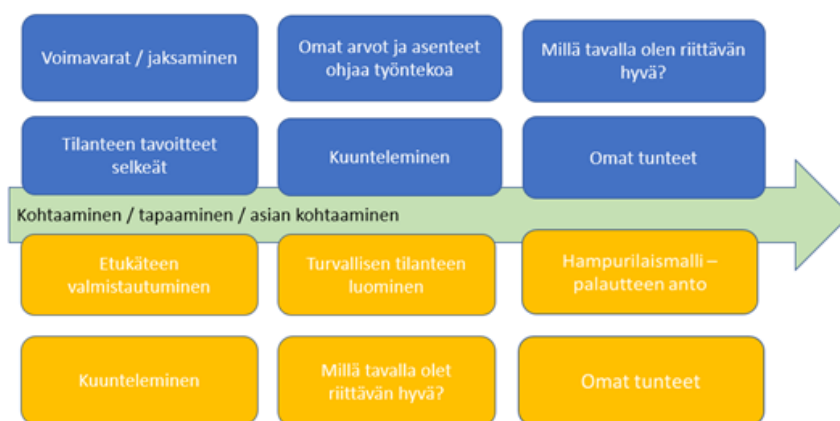 Voimavarat / jaksaminen
Omat arvot ja asenteet
ohjaa työntekoa
Millä tavalla olen riittävän
hyvä?
Tilanteen tavoitteet
selkeät
Kuunteleminen
Omat tunteet
Kohtaaminen / tapaaminen / asian kohtaaminen
Etukäteen
valmistautuminen
Turvallisen tilanteen
luominen
Hampurilaismalli –
palautteen anto
Kuunteleminen
Millä tavalla olet
riittävän hyvä?
Omat tunteet